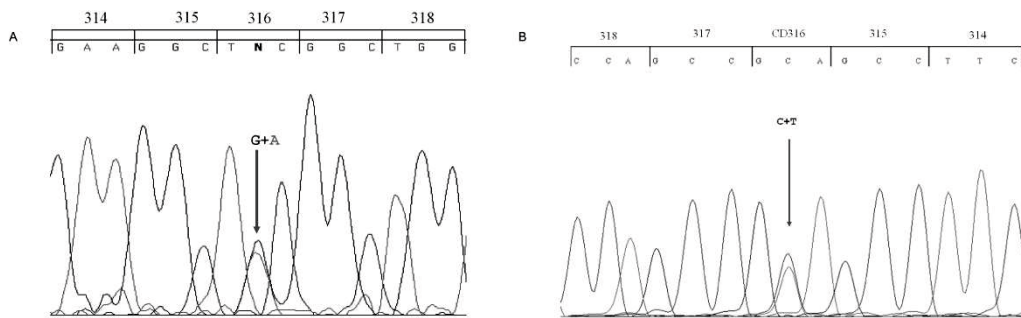 A
314 315 316 317 318
G A A G G C T N C G G C T G G
G+A
B
318 317 CD316 315 314
C C A G C C G C A G C C T T C
C+T